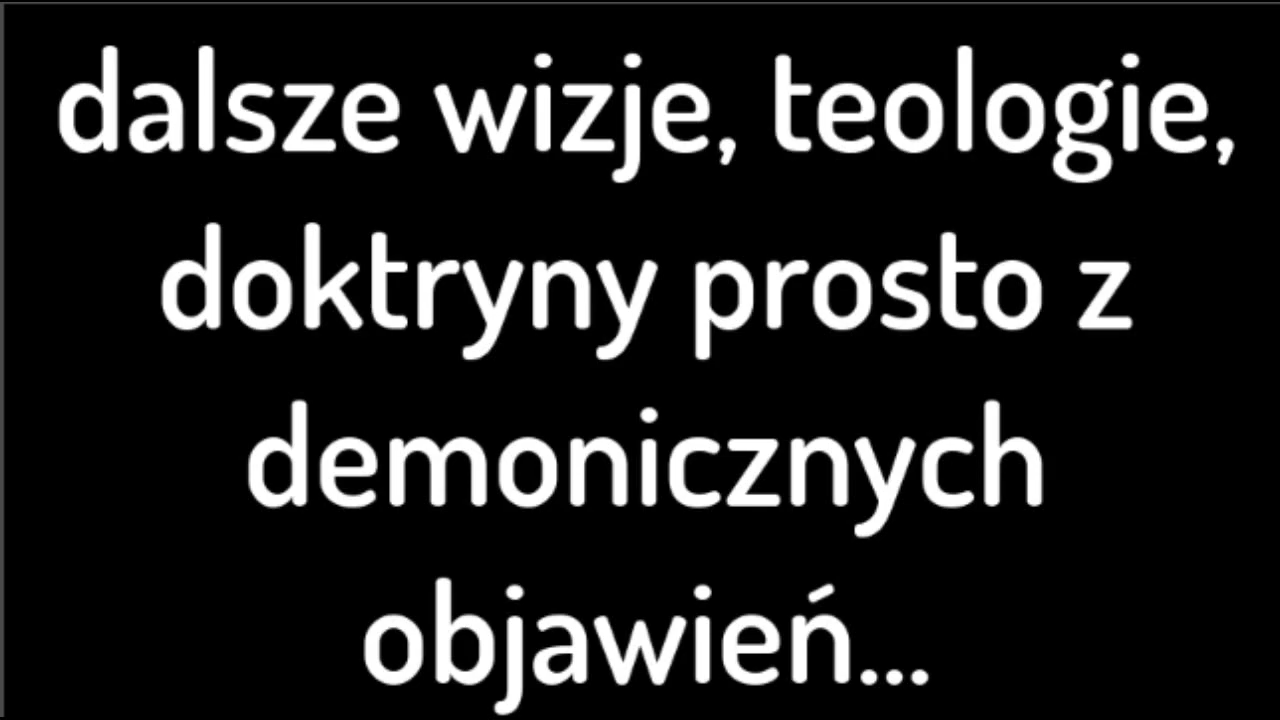 dalsze wizje, teologie,
doktryny prosto z
demonicznych
objawień...